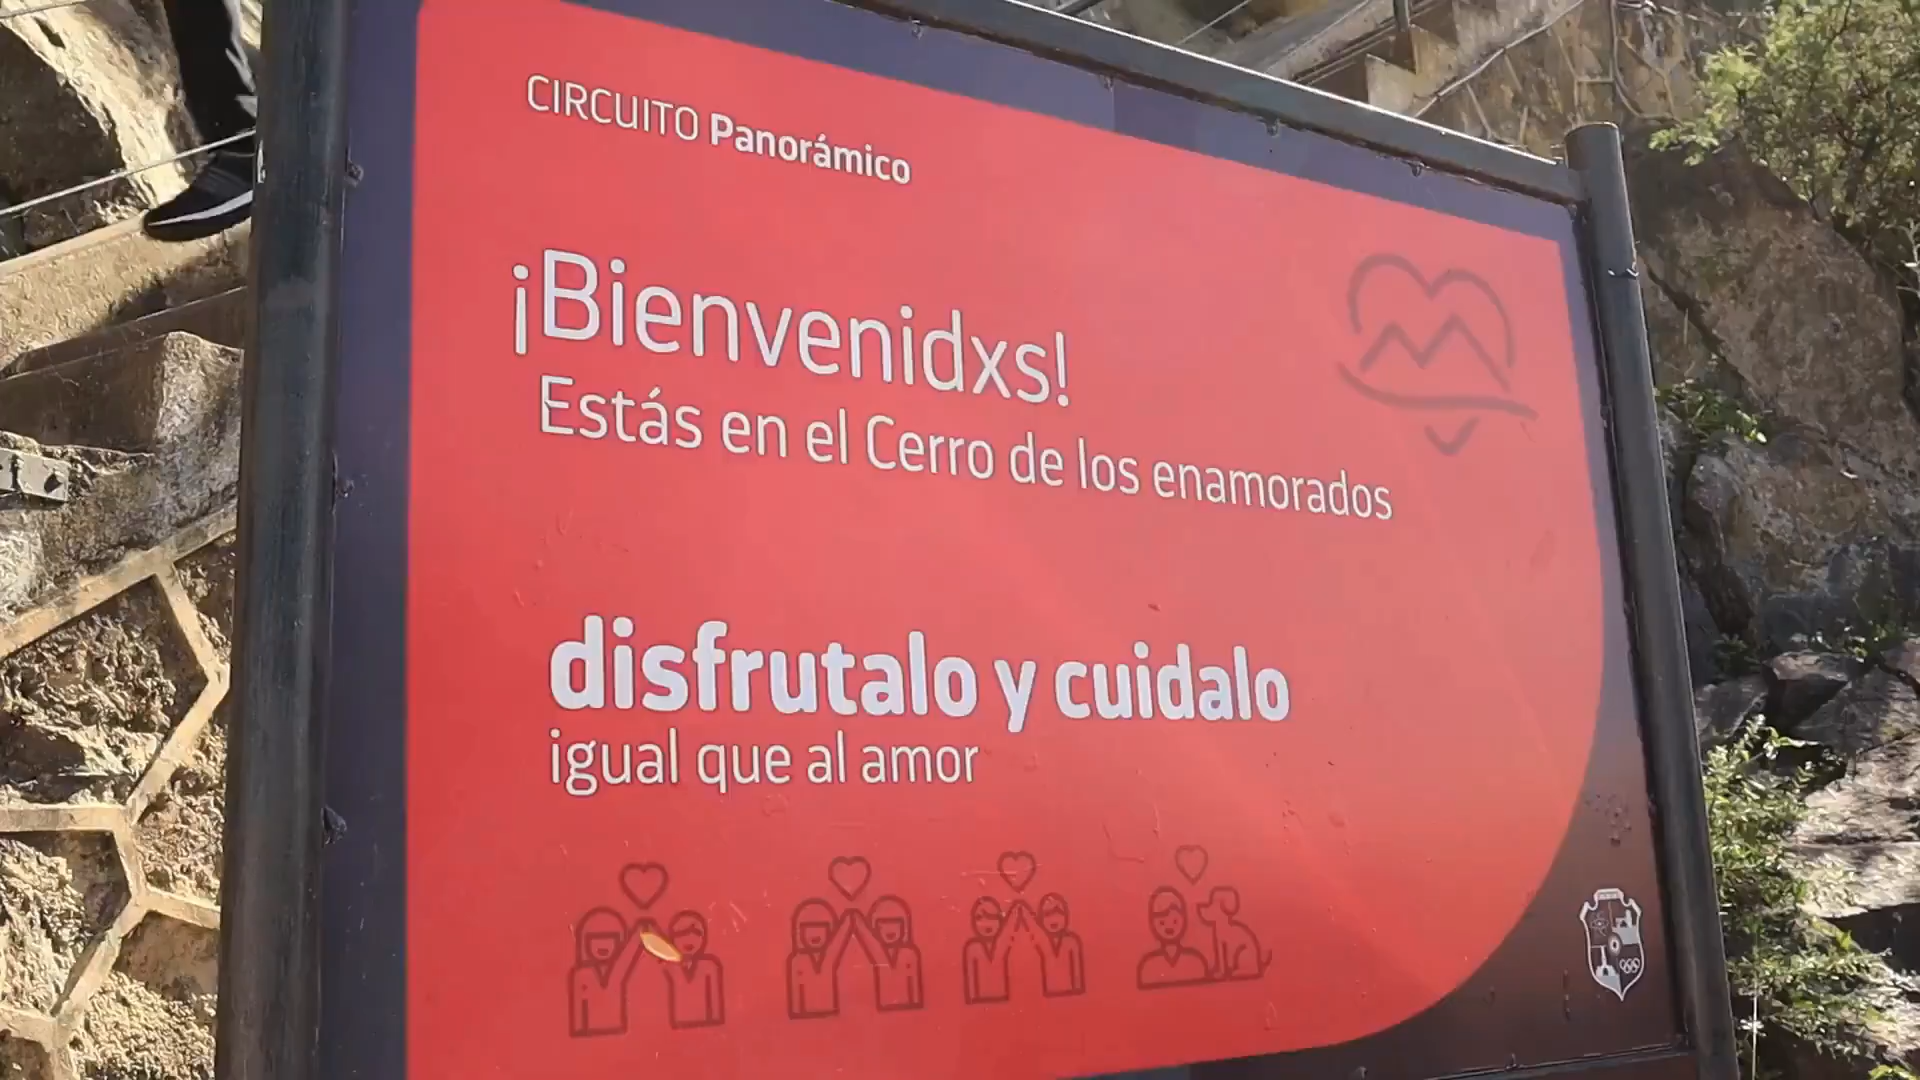 CIRCUITO Panorámico
¡Bienvenidxs!
Estás en el Cerro de los enamorados
disfrutalo y cuidalo
igual que al amor